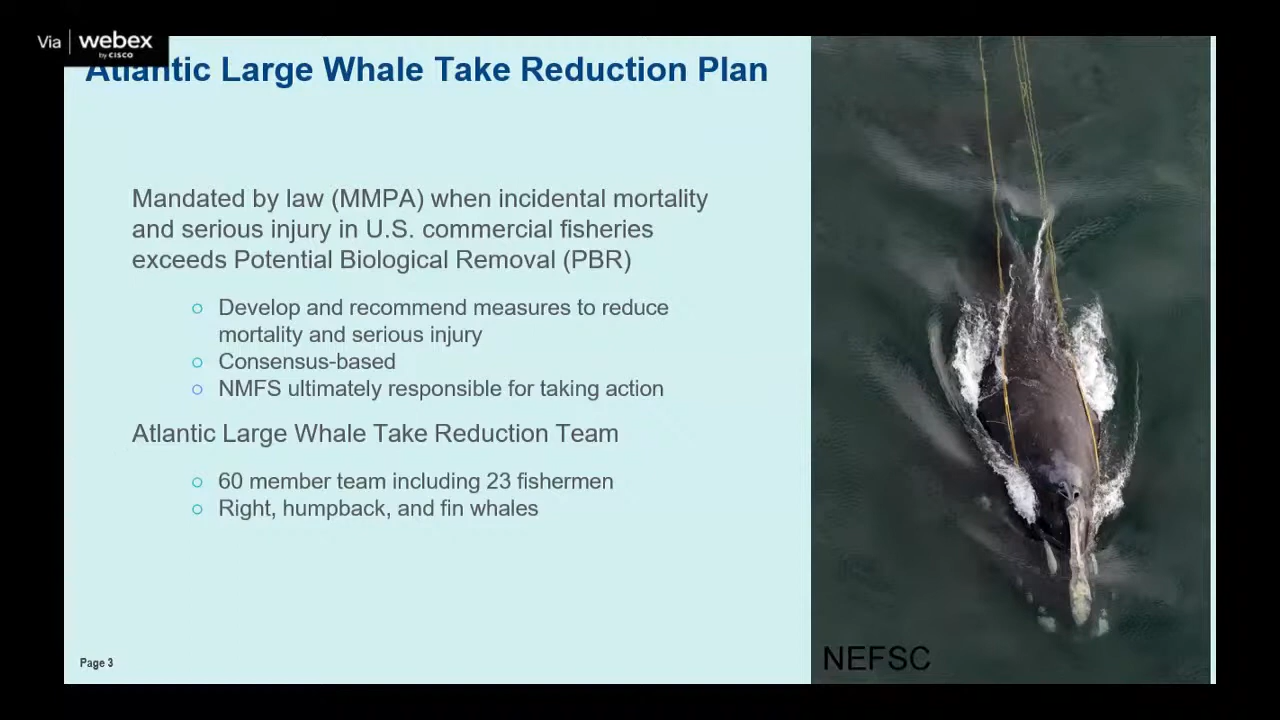 Via webex
by CISCO
Atlantic Large Whale Take Reduction Plan
Mandated by law (MMPA) when incidental mortality
and serious injury in U.S. commercial fisheries
exceeds Potential Biological Removal (PBR)
○ Develop and recommend measures to reduce
mortality and serious injury
○ Consensus-based
○ NMFS ultimately responsible for taking action
Atlantic Large Whale Take Reduction Team
○ 60 member team including 23 fishermen
○ Right, humpback, and fin whales
Page 3
NEFSC